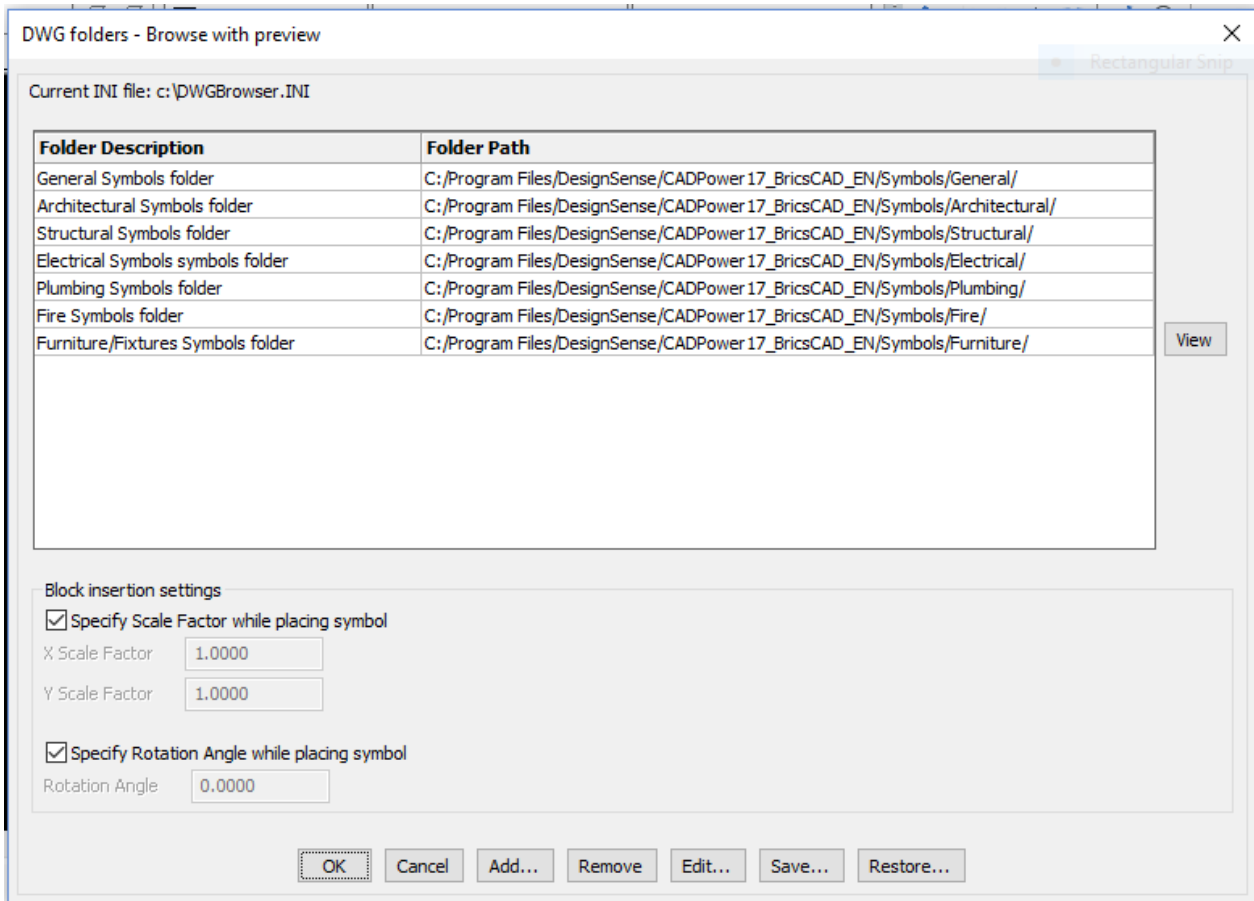 DWG folders - Browse with preview
Rectangular Snip
Current INI file: c:\DWGBrowser.INI
Folder Description Folder Path
General Symbols folder C:/Program Files/DesignSense/CADPower17_BricsCAD_EN/Symbols/General/
Architectural Symbols folder C:/Program Files/DesignSense/CADPower17_BricsCAD_EN/Symbols/Architectural/
Structural Symbols folder C:/Program Files/DesignSense/CADPower17_BricsCAD_EN/Symbols/Structural/
Electrical Symbols symbols folder C:/Program Files/DesignSense/CADPower17_BricsCAD_EN/Symbols/Electrical/
Plumbing Symbols folder C:/Program Files/DesignSense/CADPower17_BricsCAD_EN/Symbols/Plumbing/
Fire Symbols folder C:/Program Files/DesignSense/CADPower17_BricsCAD_EN/Symbols/Fire/
Furniture/Fixtures Symbols folder C:/Program Files/DesignSense/CADPower17_BricsCAD_EN/Symbols/Furniture/
View
Block insertion settings
Specify Scale Factor while placing symbol
X Scale Factor 1.0000
Y Scale Factor 1.0000
Specify Rotation Angle while placing symbol
Rotation Angle 0.0000
OK Cancel Add... Remove Edit... Save... Restore...